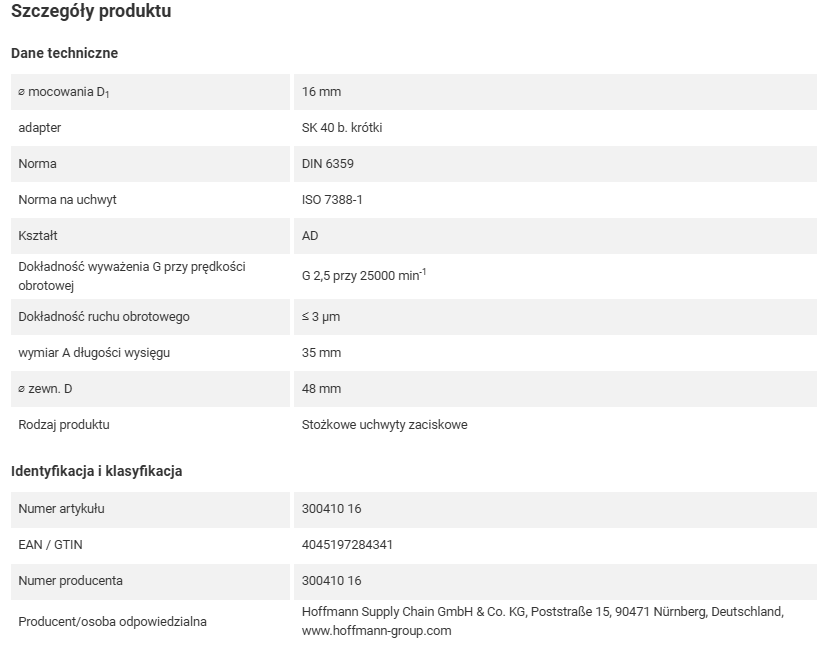 Szczegóły produktu
Dane techniczne
⌀ mocowania D₁ 16 mm
adapter SK 40 b. krótki
Norma DIN 6359
Norma na uchwyt ISO 7388-1
Kształt AD
Dokładność wyważenia G przy prędkości
obrotowej G 2,5 przy 25000 min⁻¹
Dokładność ruchu obrotowego ≤ 3 μm
wymiar A długości wysięgu 35 mm
⌀ zewn. D 48 mm
Rodzaj produktu Stożkowe uchwyty zaciskowe
Identyfikacja i klasyfikacja
Numer artykułu 300410 16
EAN / GTIN 4045197284341
Numer producenta 300410 16
Producent/osoba odpowiedzialna Hoffmann Supply Chain GmbH & Co. KG, Poststraße 15, 90471 Nürnberg, Deutschland,
www.hoffmann-group.com